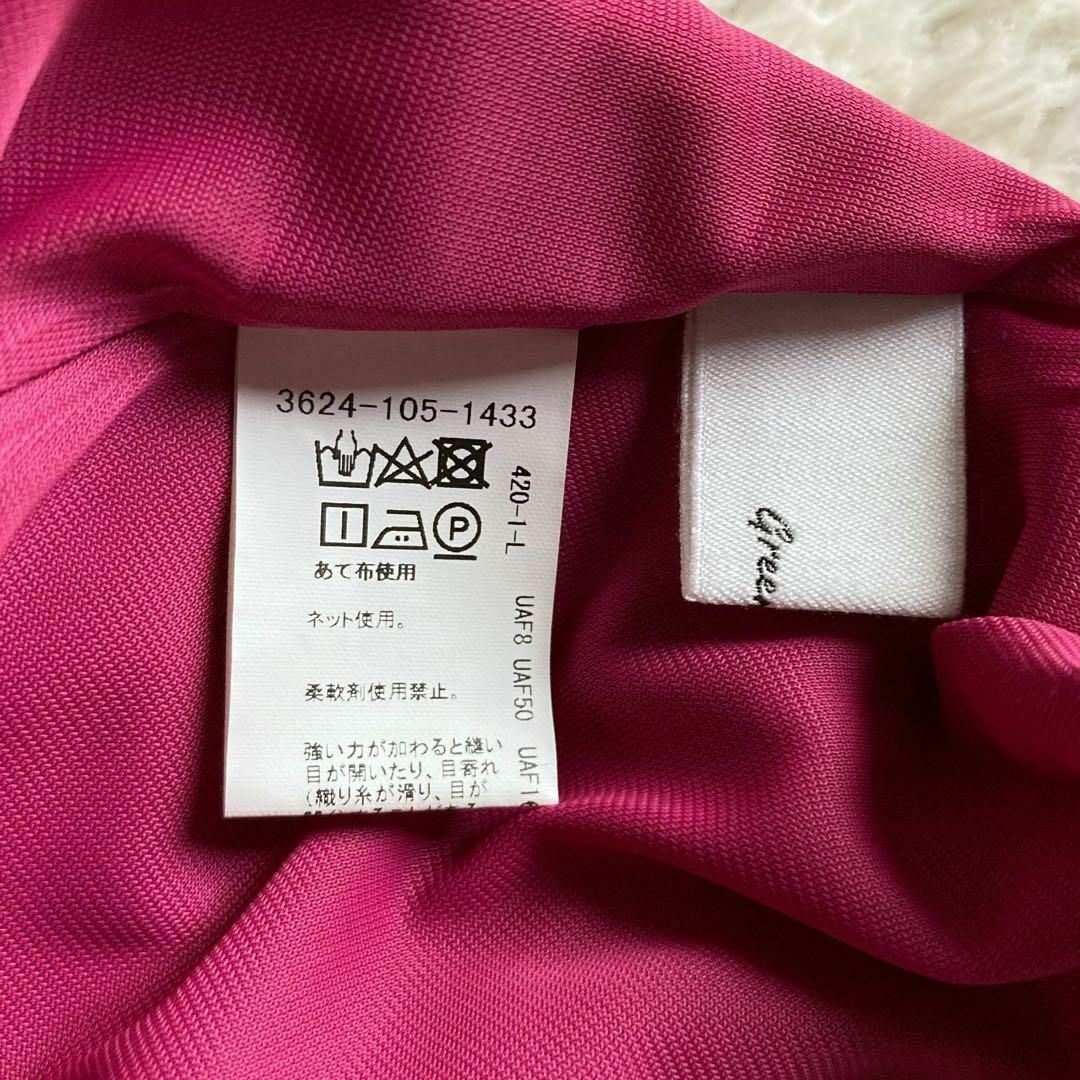 3624-105-1433
あて布使用
ネット使用。
柔軟剤使用禁止。
強い力が加わると縫い
目が開いたり、目寄れ
(織り糸が滑り、目が
420-1-L UAF8 UAF50 UAF1
Gree